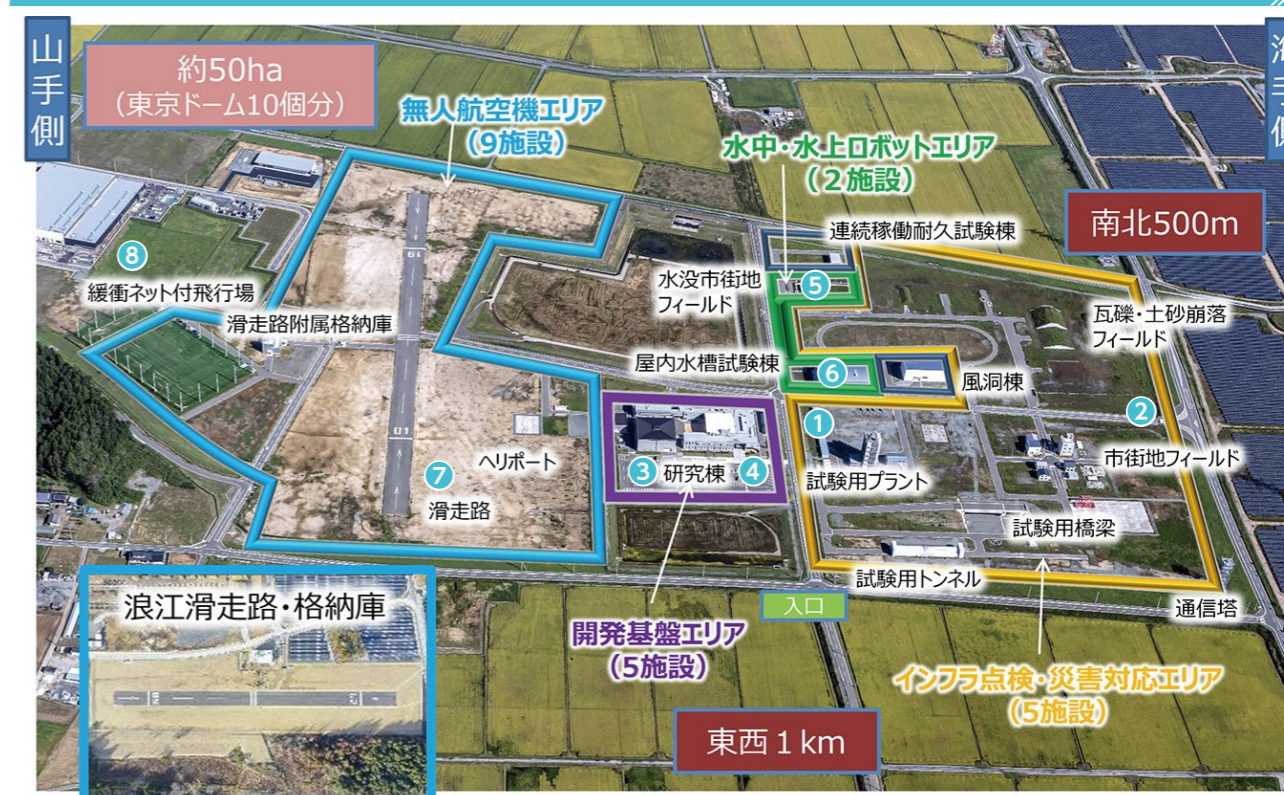 山手側
海手側
約50ha
（東京ドーム10個分）
無人航空機エリア
（9施設）
水中・水上ロボットエリア
（２施設）
南北500m
連続稼働耐久試験棟
水没市街地
フィールド
⑤
瓦礫・土砂崩落
フィールド
⑧
緩衝ネット付飛行場
滑走路附属格納庫
19
屋内水槽試験棟
⑥
風洞棟
①
②
市街地フィールド
01
ヘリポート
⑦
滑走路
③
研究棟
④
試験用プラント
試験用橋梁
試験用トンネル
通信塔
入口
浪江滑走路・格納庫
開発基盤エリア
（5施設）
インフラ点検・災害対応エリア
（5施設）
東西１km